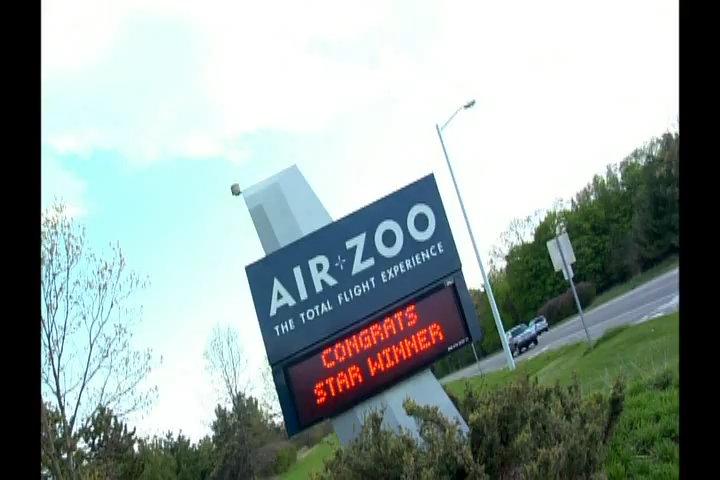 AIR ZOO
THE TOTAL FLIGHT EXPERIENCE
CONGRATS
STAR WINNER